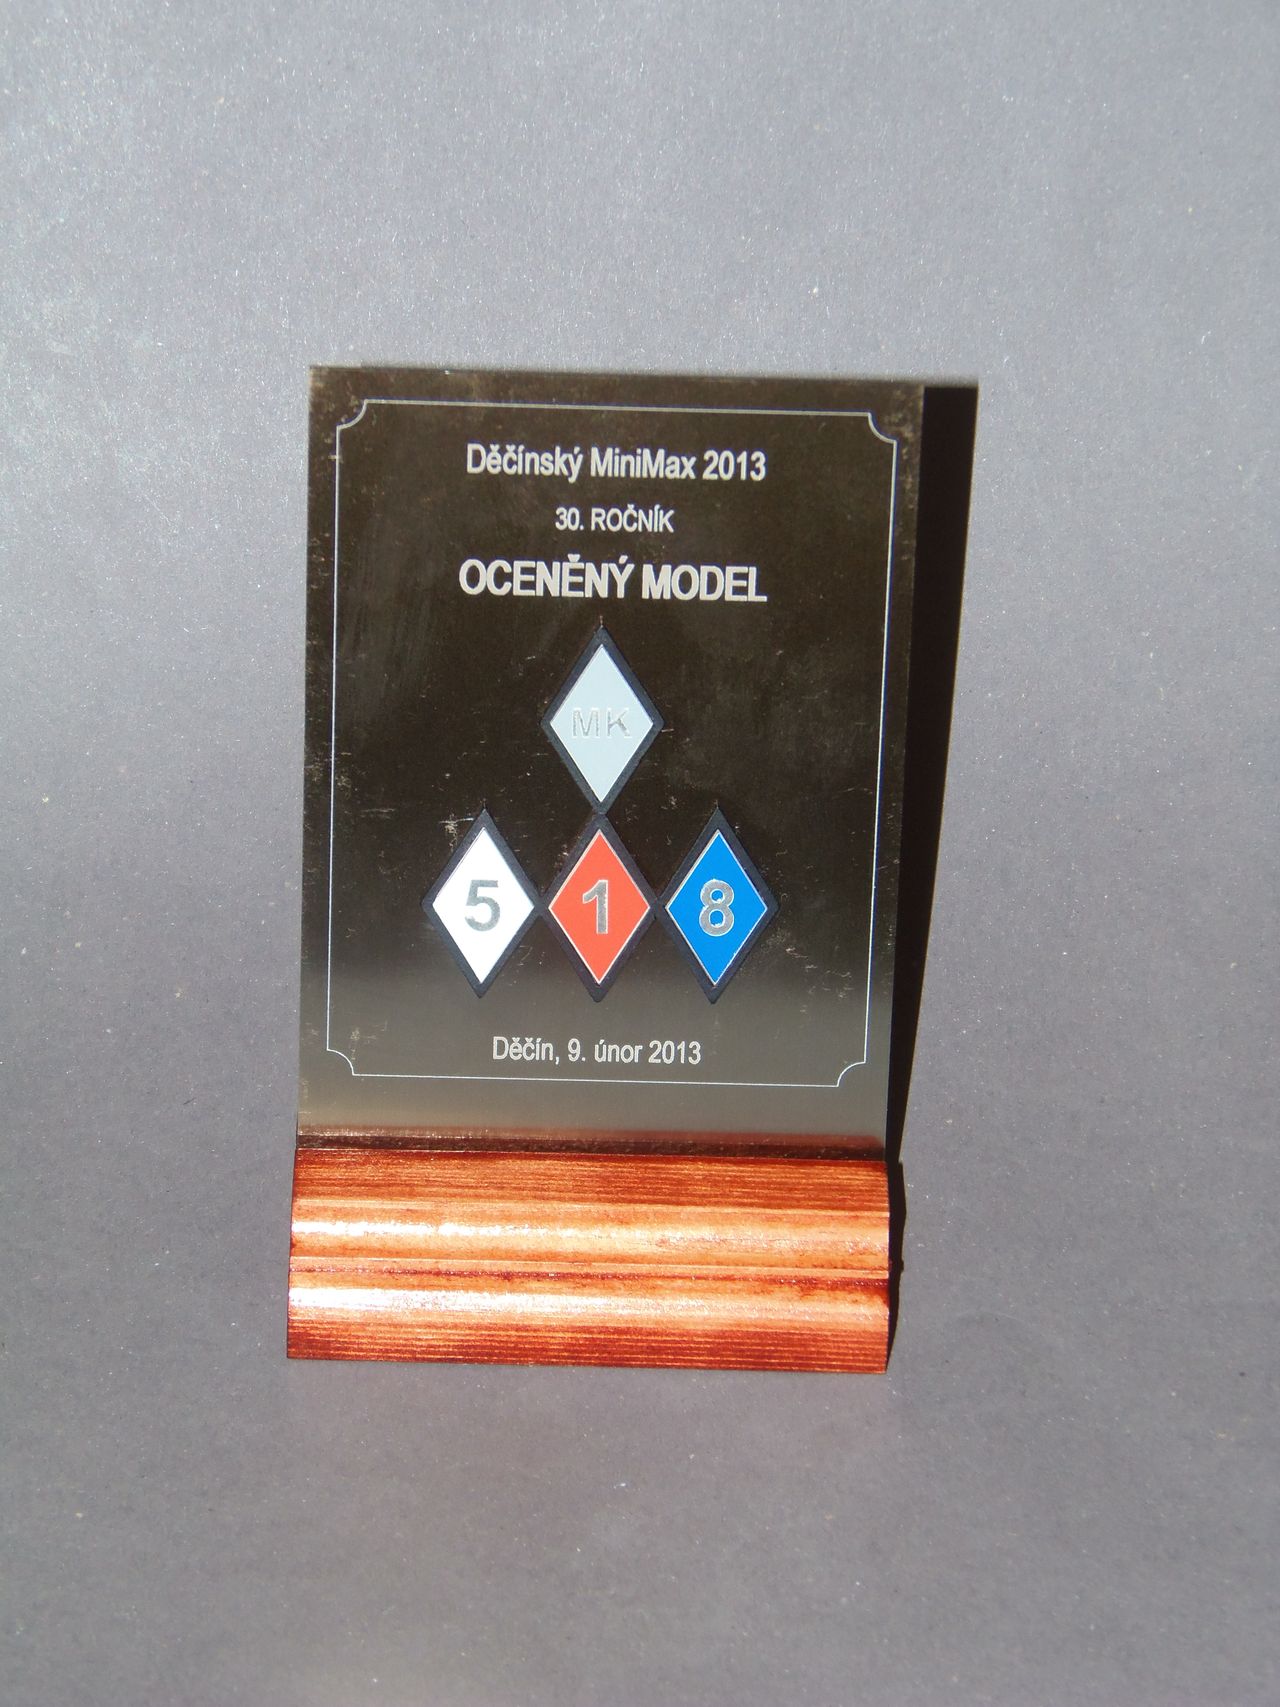 Děčínský MiniMax 2013
30. ROČNÍK
OCENĚNÝ MODEL
MK
5 1 8
Děčín, 9. únor 2013